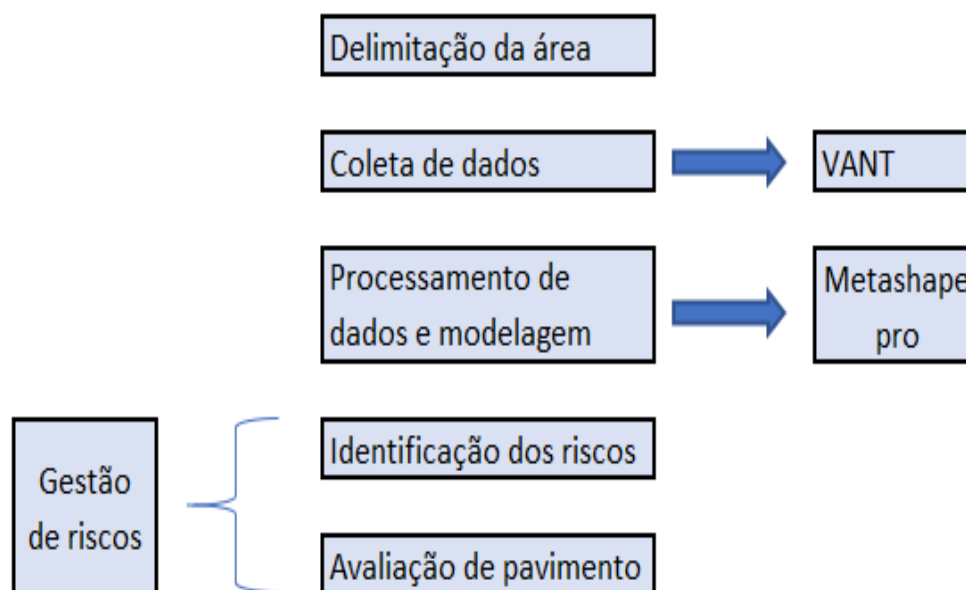 Delimitação da área
Coleta de dados
VANT
Processamento de
dados e modelagem
Metashape
pro
Gestão
de riscos
Identificação dos riscos
Avaliação de pavimento